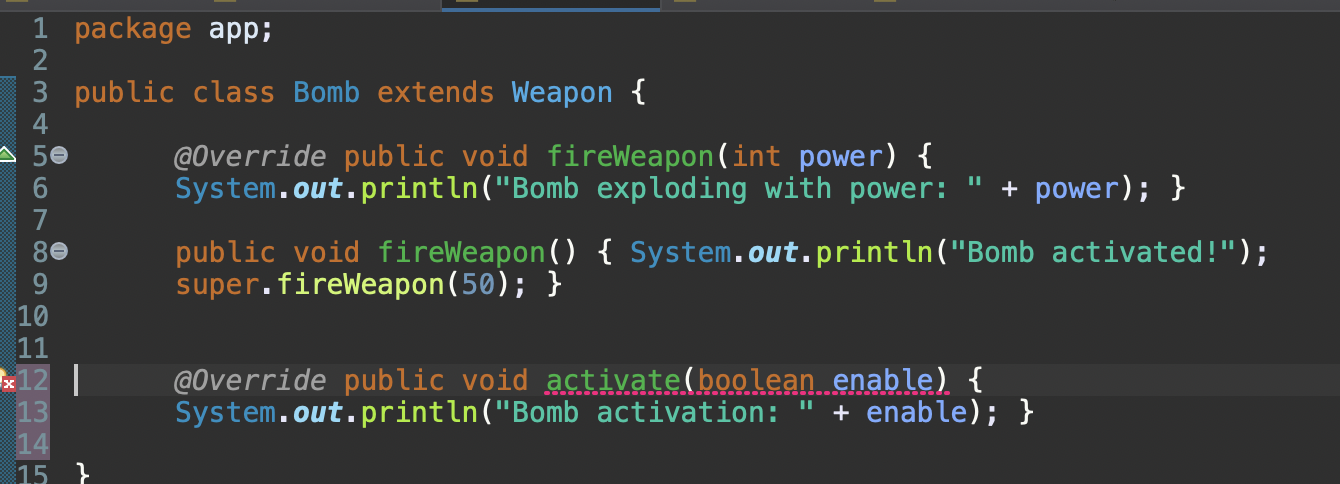 1 package app;
2
3 public class Bomb extends Weapon {
4
5 @Override public void fireWeapon(int power) {
6 System.out.println("Bomb exploding with power: " + power); }
7
8 public void fireWeapon() { System.out.println("Bomb activated!");
9 super.fireWeapon(50); }
10
11
12 @Override public void activate(boolean enable) {
13 System.out.println("Bomb activation: " + enable); }
14
15 }